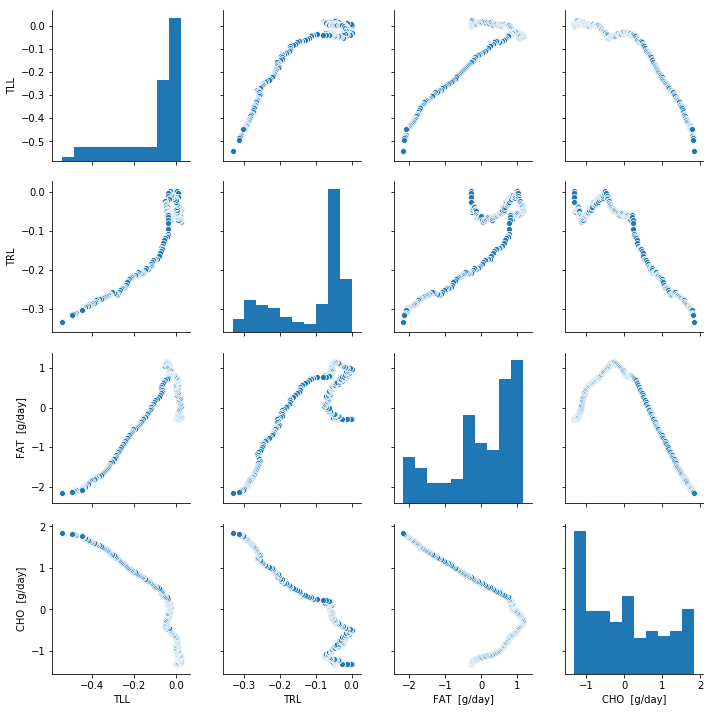 TLL
0.0
−0.1
−0.2
−0.3
−0.4
−0.5
TRL
0.0
−0.1
−0.2
−0.3
FAT [g/day]
1
0
−1
−2
CHO [g/day]
2
1
0
−1
−0.4 −0.2 0.0
TLL
−0.3 −0.2 −0.1 0.0
TRL
−2 −1 0 1
FAT [g/day]
−1 0 1 2
CHO [g/day]